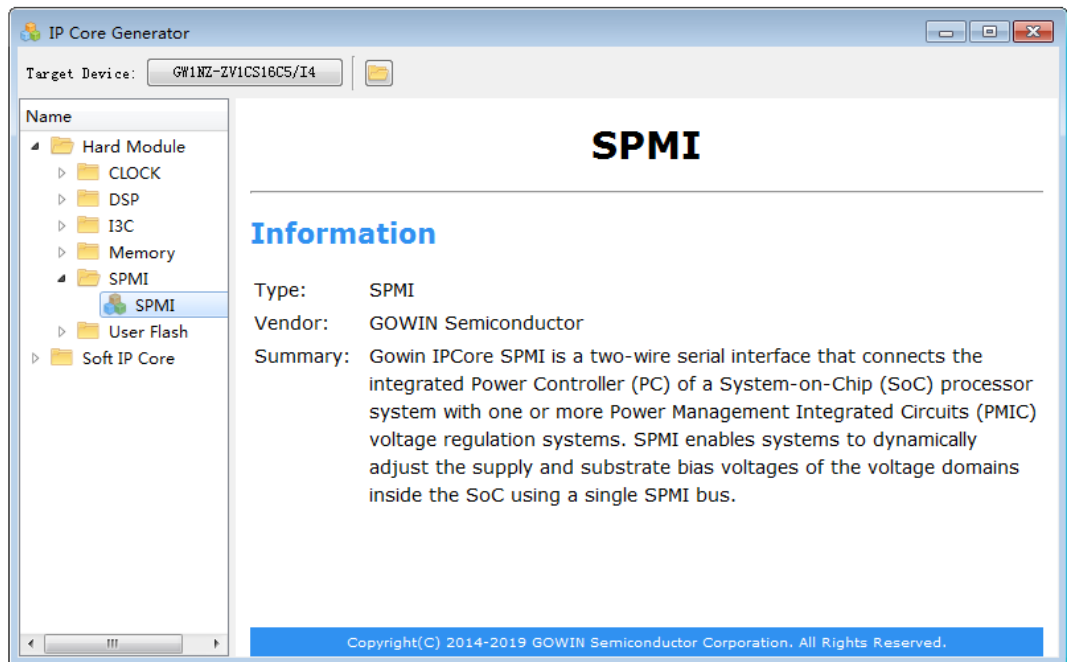 IP Core Generator
Target Device: GW1NZ-ZV1CS16C5/I4
Name
Hard Module
CLOCK
DSP
I3C
Memory
SPMI
SPMI
User Flash
Soft IP Core
SPMI
Information
Type: SPMI
Vendor: GOWIN Semiconductor
Summary: Gowin IPCore SPMI is a two-wire serial interface that connects the
integrated Power Controller (PC) of a System-on-Chip (SoC) processor
system with one or more Power Management Integrated Circuits (PMIC)
voltage regulation systems. SPMI enables systems to dynamically
adjust the supply and substrate bias voltages of the voltage domains
inside the SoC using a single SPMI bus.
Copyright(C) 2014-2019 GOWIN Semiconductor Corporation. All Rights Reserved.